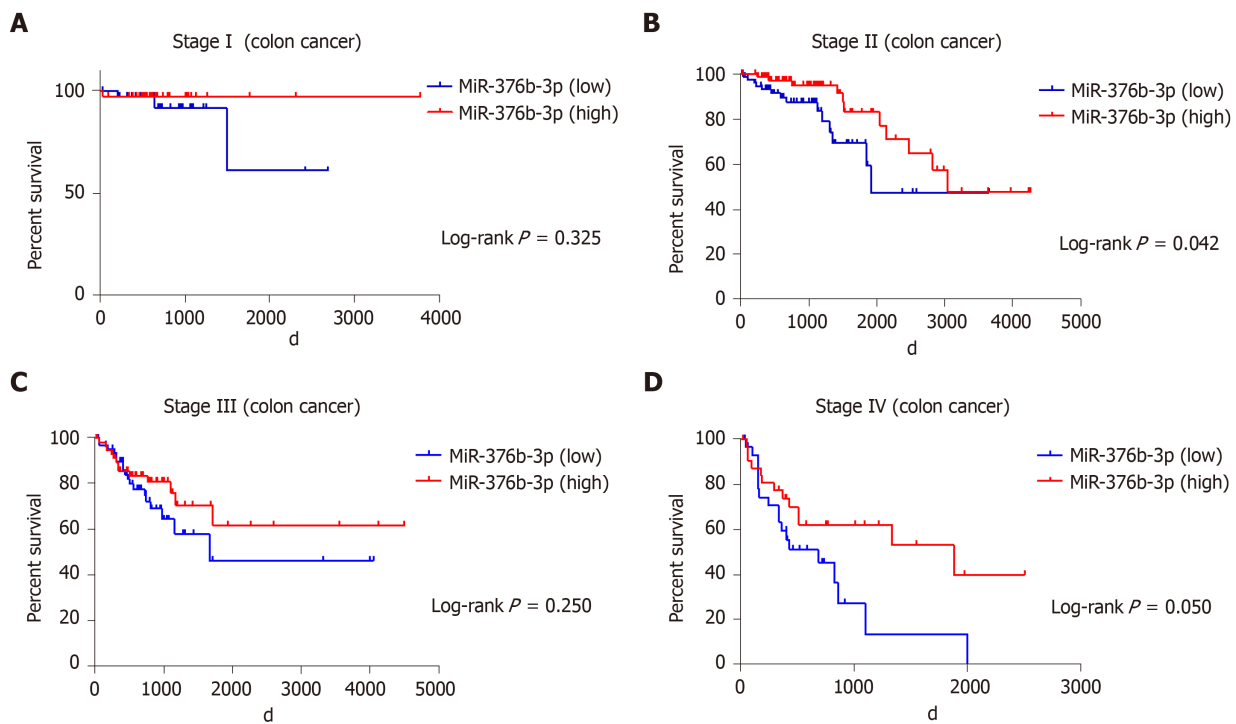 A
Stage I (colon cancer)
MiR-376b-3p (low)
MiR-376b-3p (high)
Log-rank P = 0.325
Percent survival
100
50
0
0 1000 2000 3000 4000
d
B
Stage II (colon cancer)
MiR-376b-3p (low)
MiR-376b-3p (high)
Log-rank P = 0.042
Percent survival
100
80
60
40
20
0
0 1000 2000 3000 4000 5000
d
C
Stage III (colon cancer)
MiR-376b-3p (low)
MiR-376b-3p (high)
Log-rank P = 0.250
Percent survival
100
80
60
40
20
0
0 1000 2000 3000 4000 5000
d
D
Stage IV (colon cancer)
MiR-376b-3p (low)
MiR-376b-3p (high)
Log-rank P = 0.050
Percent survival
100
80
60
40
20
0
0 1000 2000 3000
d